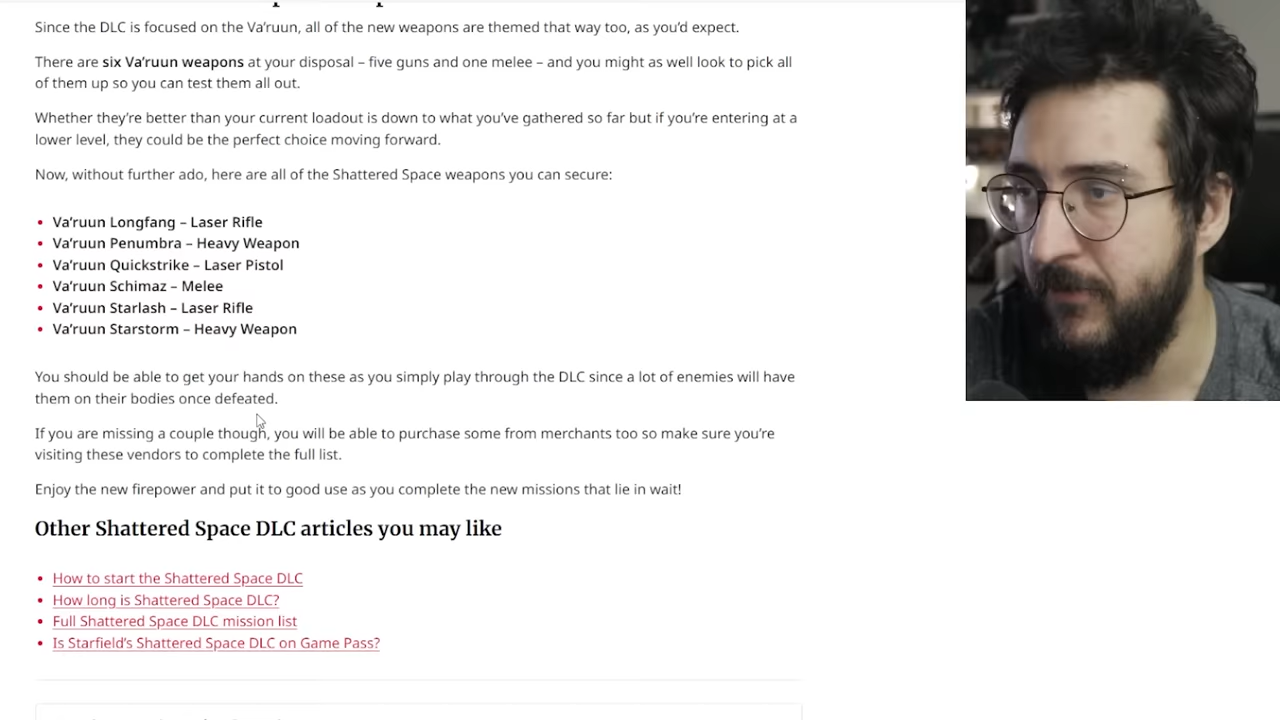 Since the DLC is focused on the Va’ruun, all of the new weapons are themed that way too, as you’d expect.
There are six Va’ruun weapons at your disposal – five guns and one melee – and you might as well look to pick all
of them up so you can test them all out.
Whether they’re better than your current loadout is down to what you’ve gathered so far but if you’re entering at a
lower level, they could be the perfect choice moving forward.
Now, without further ado, here are all of the Shattered Space weapons you can secure:
• Va’ruun Longfang – Laser Rifle
• Va’ruun Penumbra – Heavy Weapon
• Va’ruun Quickstrike – Laser Pistol
• Va’ruun Schimaz – Melee
• Va’ruun Starlash – Laser Rifle
• Va’ruun Starstorm – Heavy Weapon
You should be able to get your hands on these as you simply play through the DLC since a lot of enemies will have
them on their bodies once defeated.
If you are missing a couple though, you will be able to purchase some from merchants too so make sure you’re
visiting these vendors to complete the full list.
Enjoy the new firepower and put it to good use as you complete the new missions that lie in wait!
Other Shattered Space DLC articles you may like
• How to start the Shattered Space DLC
• How long is Shattered Space DLC?
• Full Shattered Space DLC mission list
• Is Starfield’s Shattered Space DLC on Game Pass?